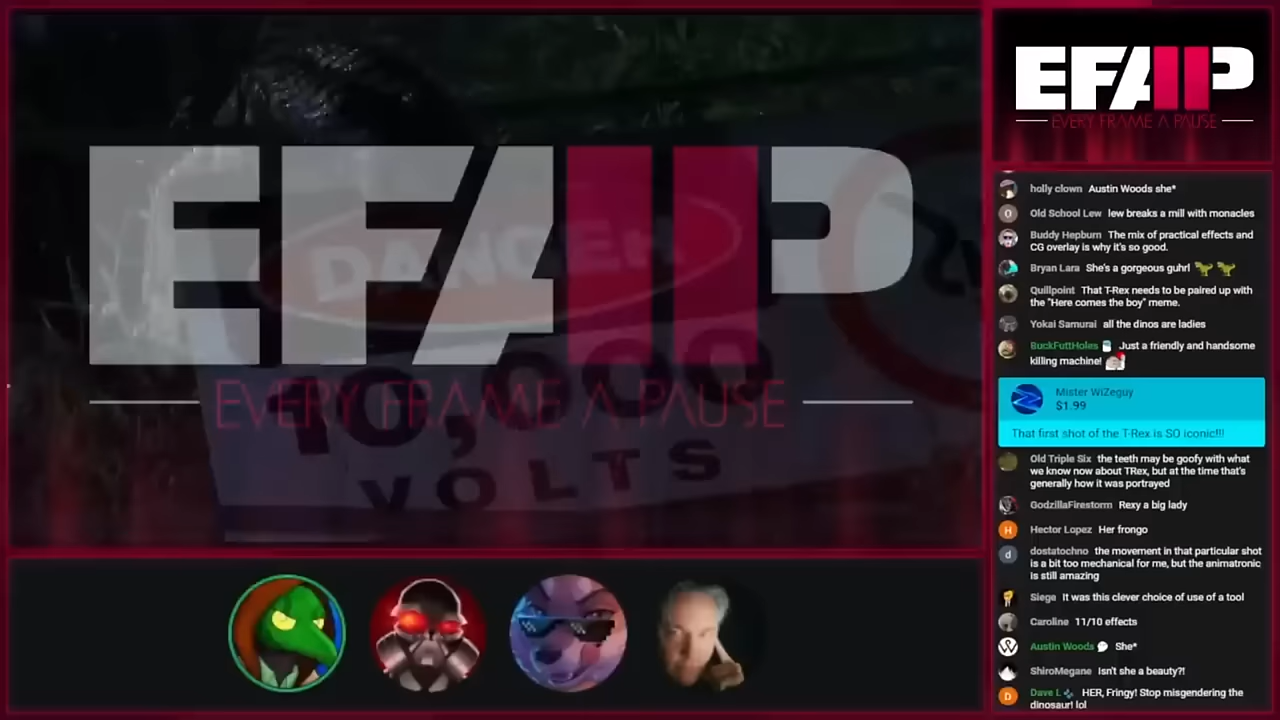 EFAP
EVERY FRAME A PAUSE
DANGER
10,000
VOLTS
EFAP
EVERY FRAME A PAUSE
holly clown Austin Woods she*
Old School Lew lew breaks a mill with monacles
Buddy Hepburn The mix of practical effects and
CG overlay is why it's so good.
Bryan Lara She's a gorgeous guhrl
Quillpoint That T-Rex needs to be paired up with
the "Here comes the boy" meme.
Yokai Samurai all the dinos are ladies
BuckFuttHoles Just a friendly and handsome
killing machine!
Mister WiZeguy
$1.99
That first shot of the T-Rex is SO iconic!!!
Old Triple Six the teeth may be goofy with what
we know now about TRex, but at the time that's
generally how it was portrayed
GodzillaFirestorm Rexy a big lady
H
Hector Lopez Her frongo
d
dostatochno the movement in that particular shot
is a bit too mechanical for me, but the animatronic
is still amazing
Siege It was this clever choice of use of a tool
Caroline 11/10 effects
Austin Woods She*
ShiroMegane Isn't she a beauty?!
D
Dave L HER, Fringy! Stop misgendering the
dinosaur! lol